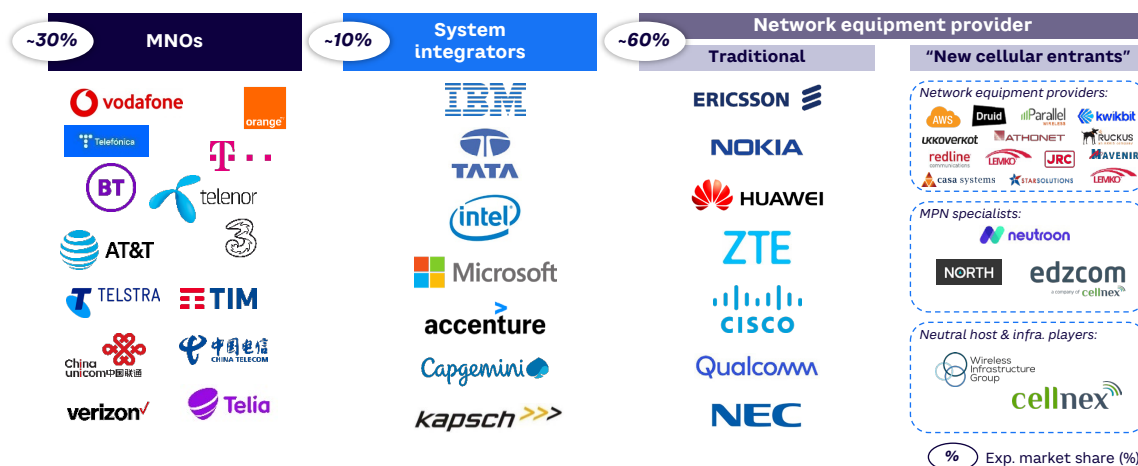 ~30%
MNOs
~10%
System
integrators
~60%
Network equipment provider
Traditional
“New cellular entrants”
vodafone
orange™
Telefónica
T··
BT
telenor
3
AT&T
TELSTRA
TIM
China
unicom中国联通
中国电信
CHINA TELECOM
verizon✓
Telia
IBM
TATA
intel
Microsoft
>
accenture
Capgemini
kapsch >>>
ERICSSON
NOKIA
HUAWEI
ZTE
CISCO
Qualcomm
NEC
Network equipment providers:
AWS
Druid
Parallel
WIRELESS
kwikbit
ukkoverkot
ATHONET
RUCKUS
redline
communications
LEMKO
JRC
MAVENIR
casa systems
STARSOLUTIONS
LEMKO
MPN specialists:
neutroon
NORTH
edzcom
a company of cellnex
Neutral host & infra. players:
Wireless
Infrastructure
Group
cellnex
% Exp. market share (%)